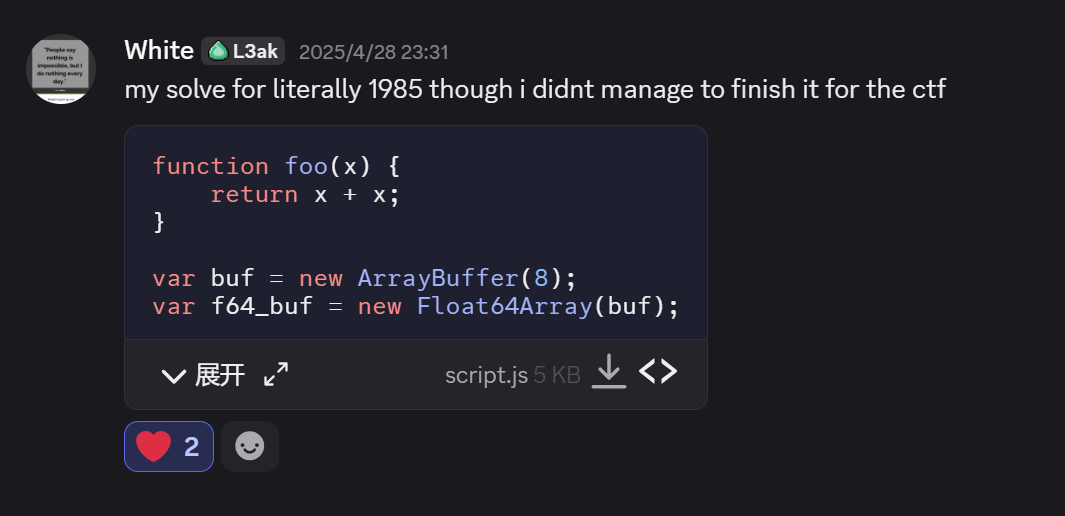 "People say
nothing is
impossible, but I
do nothing every
day."
White L3ak 2025/4/28 23:31
my solve for literally 1985 though i didnt manage to finish it for the ctf
function foo(x) {
    return x + x;
}
var buf = new ArrayBuffer(8);
var f64_buf = new Float64Array(buf);
展开 script.js 5 KB
2